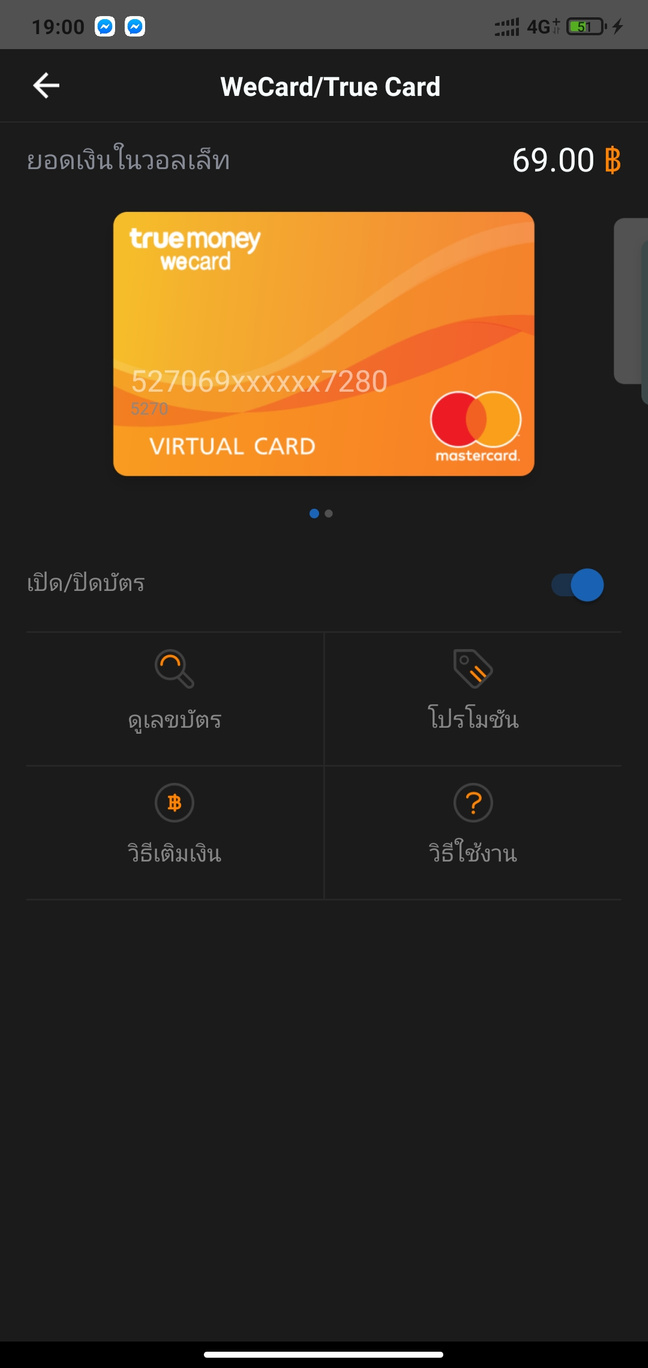 19:00
4G+
51
WeCard/True Card
ยอดเงินในวอลเล็ท
69.00 ฿
truemoney
wecard
527069xxxxxx7280
5270
VIRTUAL CARD
mastercard.
เปิด/ปิดบัตร
ดูเลขบัตร
โปรโมชัน
วิธีเติมเงิน
วิธีใช้งาน